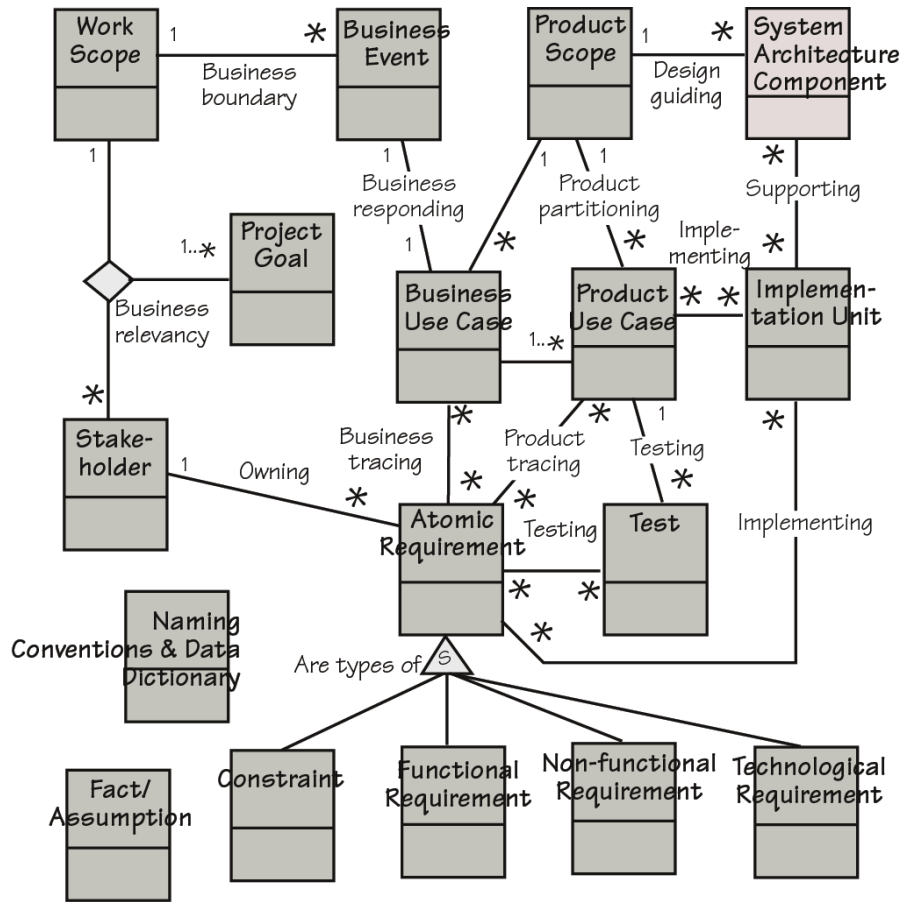 Work
Scope
1
*
Business
Event
Business
boundary
Product
Scope
1
*
System
Architecture
Component
Design
guiding
1
1
Business
responding
1
1
1
Product
partitioning
*
*
*
Supporting
*
Imple-
menting
1..*
Project
Goal
Business
relevancy
*
Business
Use Case
1..*
Product
Use Case
* *
Implemen-
tation Unit
Stake-
holder
1
Owning
*
*
Business
tracing
*
*
Product
tracing
*
1
Testing
*
*
Implementing
Atomic
Requirement
Testing
*
*
Test
*
Naming
Conventions & Data
Dictionary
Are types of
S
Fact/
Assumption
Constraint
Functional
Requirement
Non-functional
Requirement
Technological
Requirement